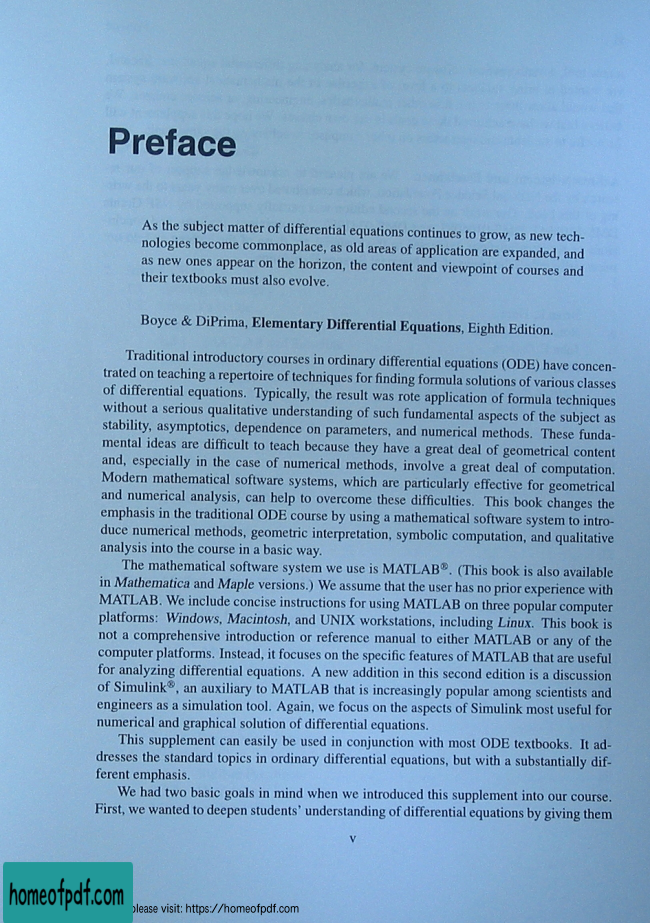 Preface
As the subject matter of differential equations continues to grow, as new tech-
nologies become commonplace, as old areas of application are expanded, and
as new ones appear on the horizon, the content and viewpoint of courses and
their textbooks must also evolve.
Boyce & DiPrima, Elementary Differential Equations, Eighth Edition.
Traditional introductory courses in ordinary differential equations (ODE) have concen-
trated on teaching a repertoire of techniques for finding formula solutions of various classes
of differential equations. Typically, the result was rote application of formula techniques
without a serious qualitative understanding of such fundamental aspects of the subject as
stability, asymptotics, dependence on parameters, and numerical methods. These funda-
mental ideas are difficult to teach because they have a great deal of geometrical content
and, especially in the case of numerical methods, involve a great deal of computation.
Modern mathematical software systems, which are particularly effective for geometrical
and numerical analysis, can help to overcome these difficulties. This book changes the
emphasis in the traditional ODE course by using a mathematical software system to intro-
duce numerical methods, geometric interpretation, symbolic computation, and qualitative
analysis into the course in a basic way.
The mathematical software system we use is MATLAB®. (This book is also available
in Mathematica and Maple versions.) We assume that the user has no prior experience with
MATLAB. We include concise instructions for using MATLAB on three popular computer
platforms: Windows, Macintosh, and UNIX workstations, including Linux. This book is
not a comprehensive introduction or reference manual to either MATLAB or any of the
computer platforms. Instead, it focuses on the specific features of MATLAB that are useful
for analyzing differential equations. A new addition in this second edition is a discussion
of Simulink®, an auxiliary to MATLAB that is increasingly popular among scientists and
engineers as a simulation tool. Again, we focus on the aspects of Simulink most useful for
numerical and graphical solution of differential equations.
This supplement can easily be used in conjunction with most ODE textbooks. It ad-
dresses the standard topics in ordinary differential equations, but with a substantially dif-
ferent emphasis.
We had two basic goals in mind when we introduced this supplement into our course.
First, we wanted to deepen students' understanding of differential equations by giving them
v
homeofpdf.com
please visit: https://homeofpdf.com